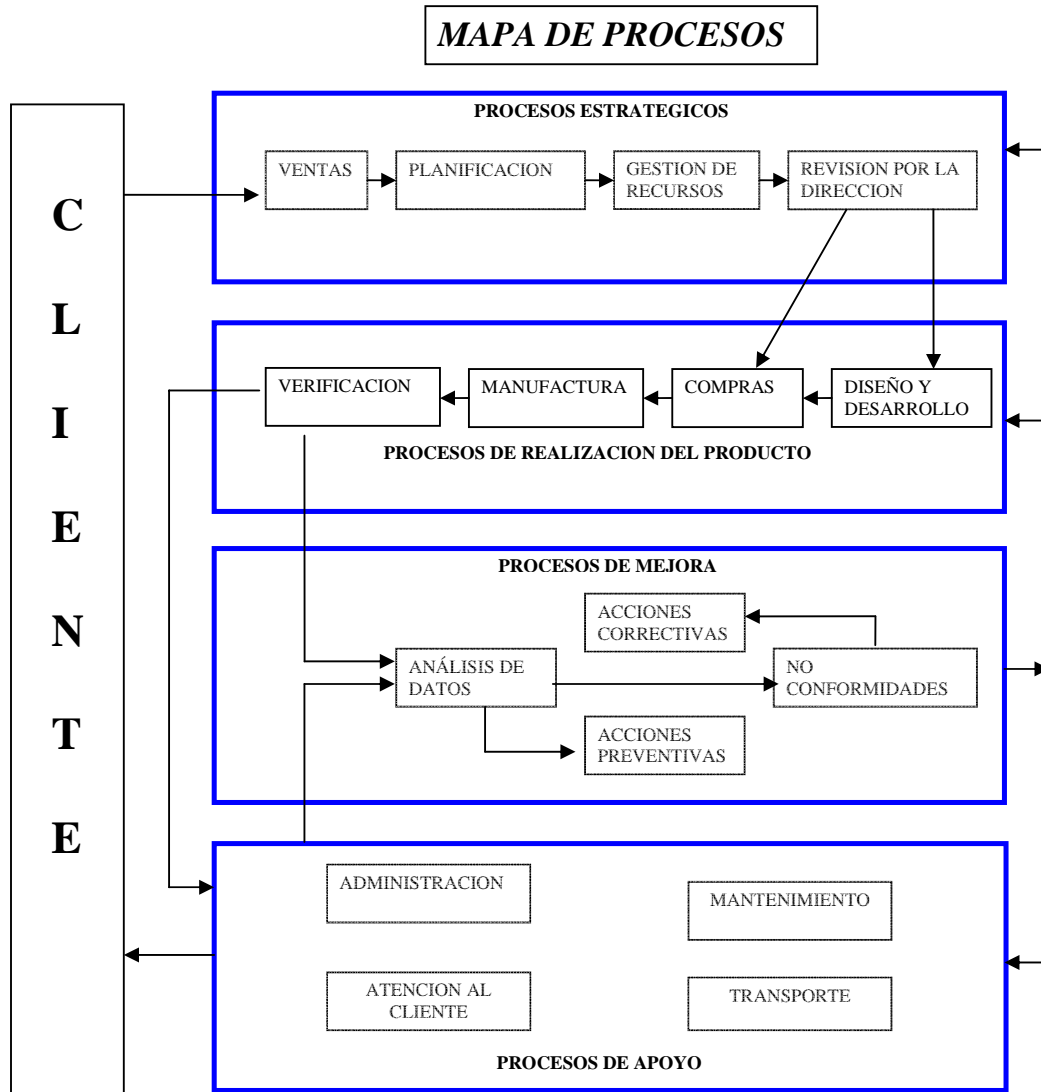 MAPA DE PROCESOS
C
L
I
E
N
T
E
PROCESOS ESTRATEGICOS
VENTAS
PLANIFICACION
GESTION DE
RECURSOS
REVISION POR LA
DIRECCION
VERIFICACION
MANUFACTURA
COMPRAS
DISEÑO Y
DESARROLLO
PROCESOS DE REALIZACION DEL PRODUCTO
PROCESOS DE MEJORA
ACCIONES
CORRECTIVAS
ANÁLISIS DE
DATOS
NO
CONFORMIDADES
ACCIONES
PREVENTIVAS
ADMINISTRACION
MANTENIMIENTO
ATENCION AL
CLIENTE
TRANSPORTE
PROCESOS DE APOYO